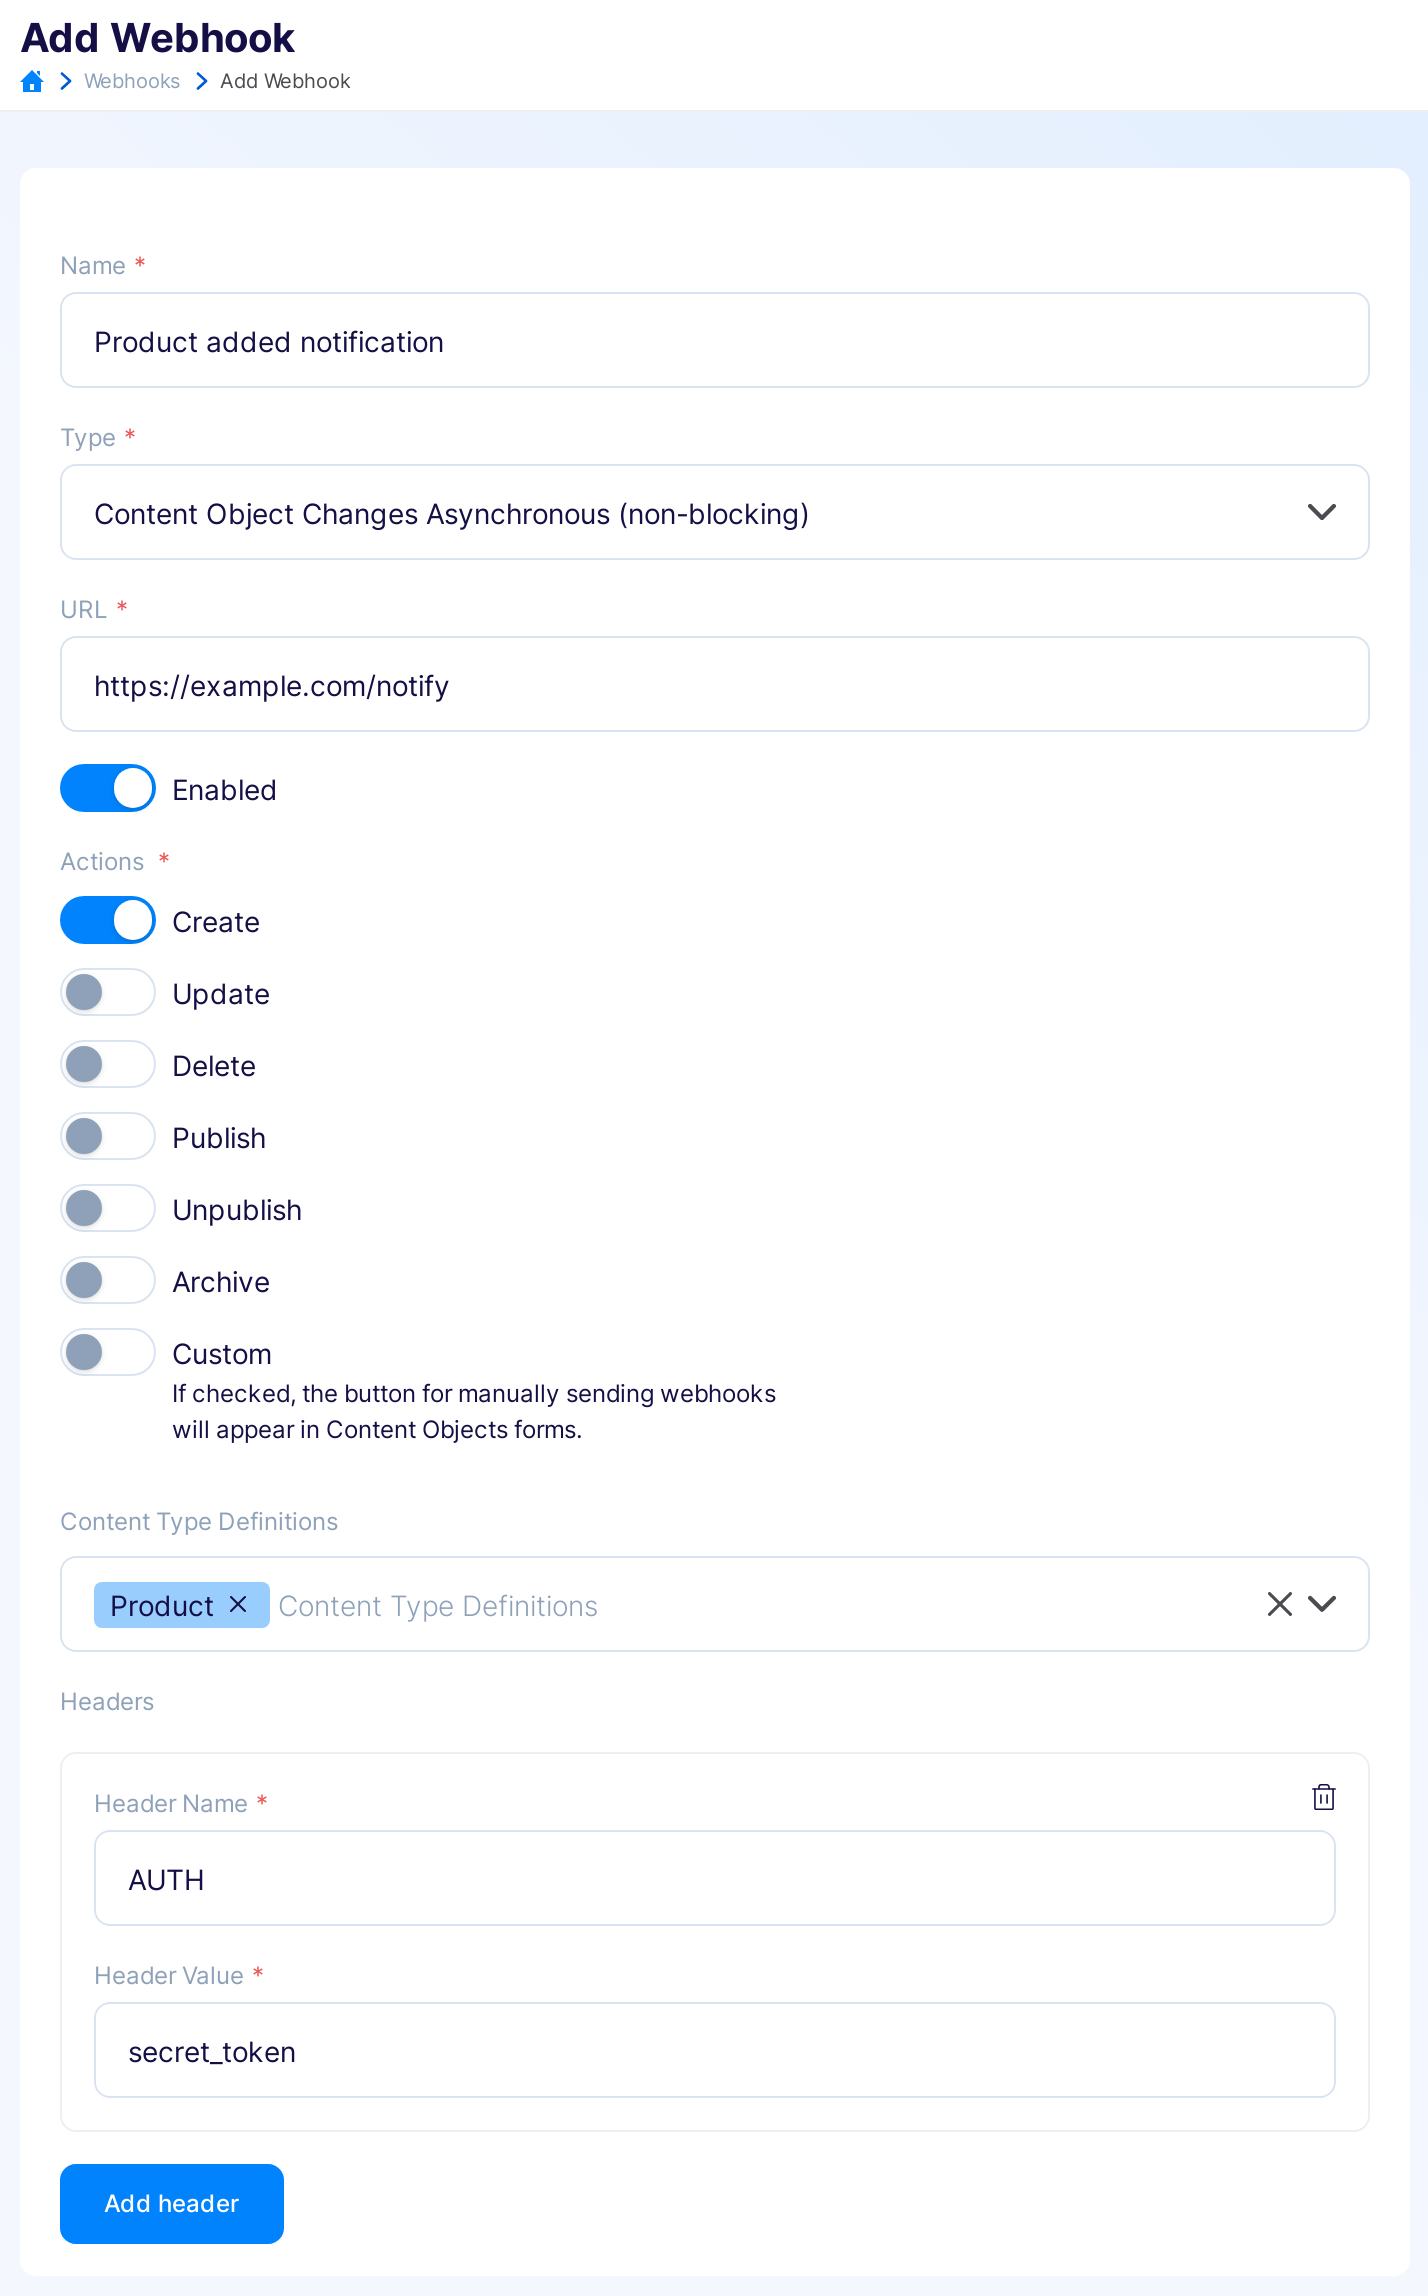 Add Webhook
Webhooks Add Webhook
Name *
Product added notification
Type *
Content Object Changes Asynchronous (non-blocking)
URL *
https://example.com/notify
Enabled
Actions *
Create
Update
Delete
Publish
Unpublish
Archive
Custom
If checked, the button for manually sending webhooks
will appear in Content Objects forms.
Content Type Definitions
Product Content Type Definitions
Headers
Header Name *
AUTH
Header Value *
secret_token
Add header